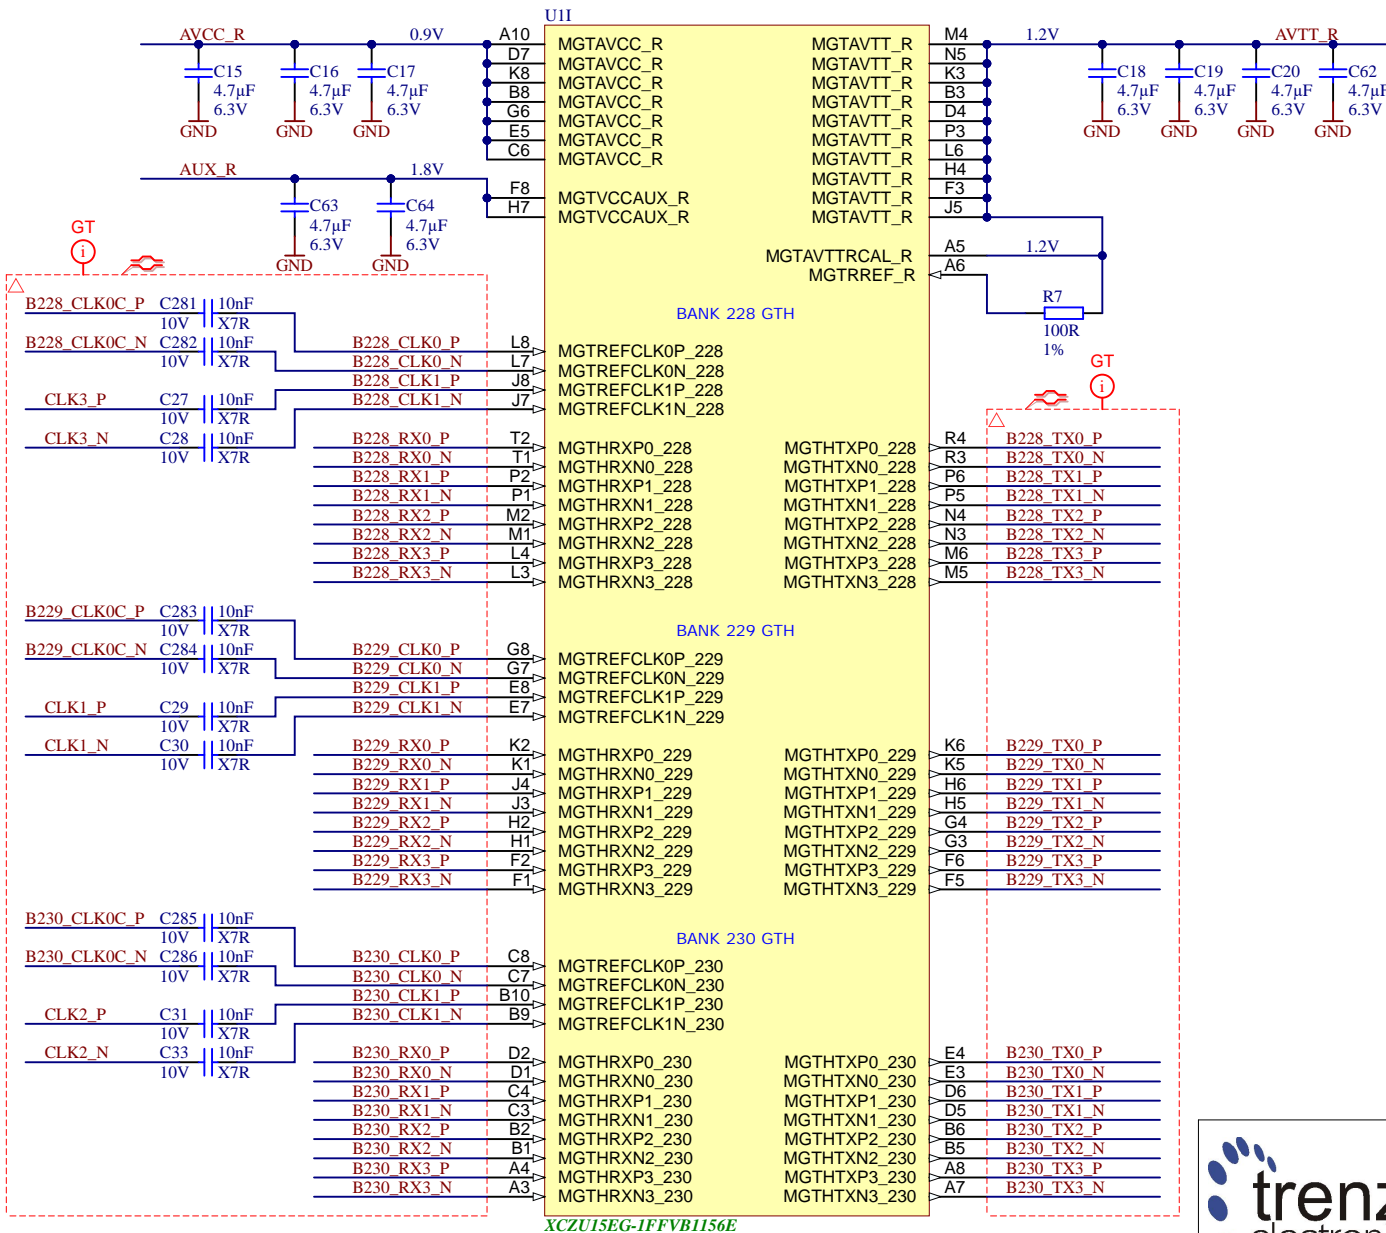 U1I
AVCC_R 0.9V
C15 4.7µF 6.3V GND
C16 4.7µF 6.3V GND
C17 4.7µF 6.3V GND
A10 MGTAVCC_R
D7 MGTAVCC_R
K8 MGTAVCC_R
B8 MGTAVCC_R
G6 MGTAVCC_R
E5 MGTAVCC_R
C6 MGTAVCC_R
AUX_R 1.8V
C63 4.7µF 6.3V GND
C64 4.7µF 6.3V GND
F8 MGTVCCAUX_R
H7 MGTVCCAUX_R
MGTAVTT_R M4 1.2V AVTT_R
MGTAVTT_R N5
MGTAVTT_R K3
MGTAVTT_R B3
MGTAVTT_R D4
MGTAVTT_R P3
MGTAVTT_R L6
MGTAVTT_R H4
MGTAVTT_R F3
MGTAVTT_R J5
C18 4.7µF 6.3V GND
C19 4.7µF 6.3V GND
C20 4.7µF 6.3V GND
C62 4.7µF 6.3V GND
MGTAVTTRCAL_R A5 1.2V
MGTRREF_R A6
R7 100R 1%
GT i
GT i
BANK 228 GTH
B228_CLK0C_P C281 10nF 10V X7R
B228_CLK0C_N C282 10nF 10V X7R
CLK3_P C27 10nF 10V X7R
CLK3_N C28 10nF 10V X7R
B228_CLK0_P L8 MGTREFCLK0P_228
B228_CLK0_N L7 MGTREFCLK0N_228
B228_CLK1_P J8 MGTREFCLK1P_228
B228_CLK1_N J7 MGTREFCLK1N_228
B228_RX0_P T2 MGTHRXP0_228 MGTHTXP0_228 R4 B228_TX0_P
B228_RX0_N T1 MGTHRXN0_228 MGTHTXN0_228 R3 B228_TX0_N
B228_RX1_P P2 MGTHRXP1_228 MGTHTXP1_228 P6 B228_TX1_P
B228_RX1_N P1 MGTHRXN1_228 MGTHTXN1_228 P5 B228_TX1_N
B228_RX2_P M2 MGTHRXP2_228 MGTHTXP2_228 N4 B228_TX2_P
B228_RX2_N M1 MGTHRXN2_228 MGTHTXN2_228 N3 B228_TX2_N
B228_RX3_P L4 MGTHRXP3_228 MGTHTXP3_228 M6 B228_TX3_P
B228_RX3_N L3 MGTHRXN3_228 MGTHTXN3_228 M5 B228_TX3_N
BANK 229 GTH
B229_CLK0C_P C283 10nF 10V X7R
B229_CLK0C_N C284 10nF 10V X7R
CLK1_P C29 10nF 10V X7R
CLK1_N C30 10nF 10V X7R
B229_CLK0_P G8 MGTREFCLK0P_229
B229_CLK0_N G7 MGTREFCLK0N_229
B229_CLK1_P E8 MGTREFCLK1P_229
B229_CLK1_N E7 MGTREFCLK1N_229
B229_RX0_P K2 MGTHRXP0_229 MGTHTXP0_229 K6 B229_TX0_P
B229_RX0_N K1 MGTHRXN0_229 MGTHTXN0_229 K5 B229_TX0_N
B229_RX1_P J4 MGTHRXP1_229 MGTHTXP1_229 H6 B229_TX1_P
B229_RX1_N J3 MGTHRXN1_229 MGTHTXN1_229 H5 B229_TX1_N
B229_RX2_P H2 MGTHRXP2_229 MGTHTXP2_229 G4 B229_TX2_P
B229_RX2_N H1 MGTHRXN2_229 MGTHTXN2_229 G3 B229_TX2_N
B229_RX3_P F2 MGTHRXP3_229 MGTHTXP3_229 F6 B229_TX3_P
B229_RX3_N F1 MGTHRXN3_229 MGTHTXN3_229 F5 B229_TX3_N
BANK 230 GTH
B230_CLK0C_P C285 10nF 10V X7R
B230_CLK0C_N C286 10nF 10V X7R
CLK2_P C31 10nF 10V X7R
CLK2_N C33 10nF 10V X7R
B230_CLK0_P C8 MGTREFCLK0P_230
B230_CLK0_N C7 MGTREFCLK0N_230
B230_CLK1_P B10 MGTREFCLK1P_230
B230_CLK1_N B9 MGTREFCLK1N_230
B230_RX0_P D2 MGTHRXP0_230 MGTHTXP0_230 E4 B230_TX0_P
B230_RX0_N D1 MGTHRXN0_230 MGTHTXN0_230 E3 B230_TX0_N
B230_RX1_P C4 MGTHRXP1_230 MGTHTXP1_230 D6 B230_TX1_P
B230_RX1_N C3 MGTHRXN1_230 MGTHTXN1_230 D5 B230_TX1_N
B230_RX2_P B2 MGTHRXP2_230 MGTHTXP2_230 B6 B230_TX2_P
B230_RX2_N B1 MGTHRXN2_230 MGTHTXN2_230 B5 B230_TX2_N
B230_RX3_P A4 MGTHRXP3_230 MGTHTXP3_230 A8 B230_TX3_P
B230_RX3_N A3 MGTHRXN3_230 MGTHTXN3_230 A7 B230_TX3_N
XCZU15EG-1FFVB1156E
trenz